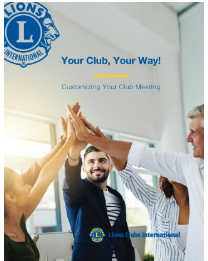 LIONS
L
INTERNATIONAL
Your Club, Your Way!
Customizing Your Club Meeting
Lions Clubs International